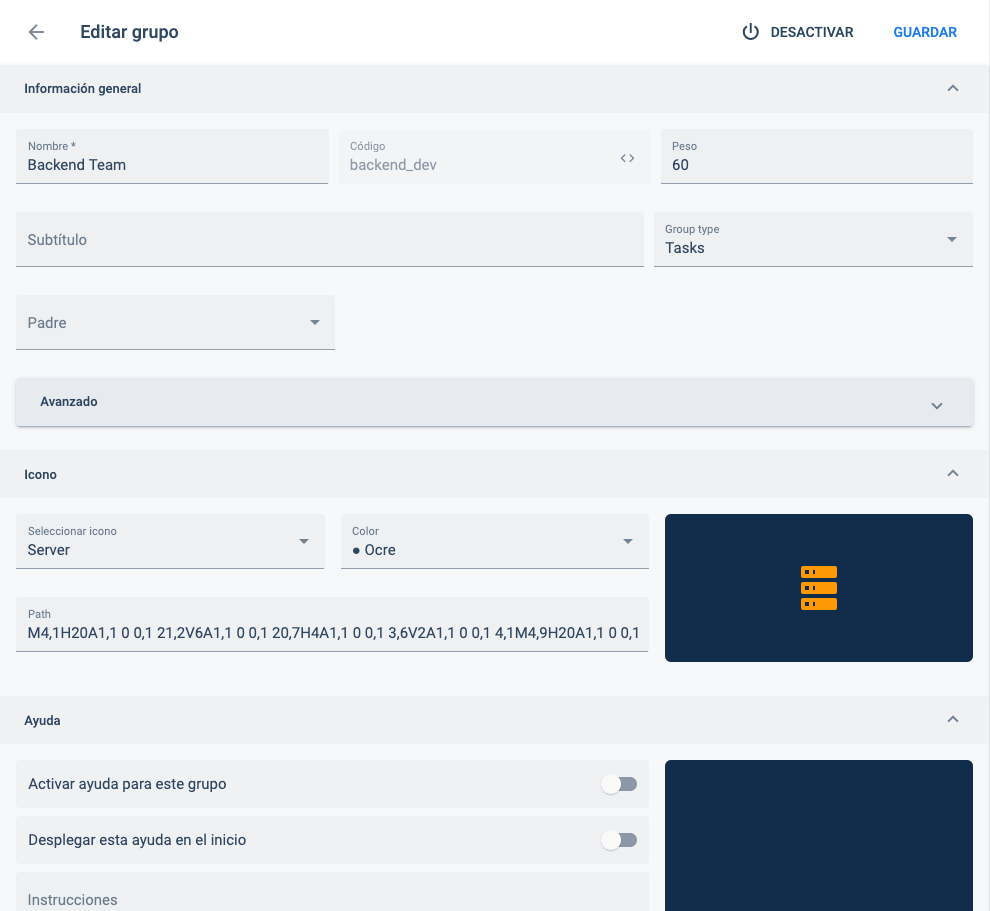 Editar grupo
DESACTIVAR
GUARDAR
Información general
Nombre *
Backend Team
Código
backend_dev
Peso
60
Subtítulo
Group type
Tasks
Padre
Avanzado
Icono
Seleccionar icono
Server
Color
● Ocre
Path
M4,1H20A1,1 0 0,1 21,2V6A1,1 0 0,1 20,7H4A1,1 0 0,1 3,6V2A1,1 0 0,1 4,1M4,9H20A1,1 0 0,1
Ayuda
Activar ayuda para este grupo
Desplegar esta ayuda en el inicio
Instrucciones